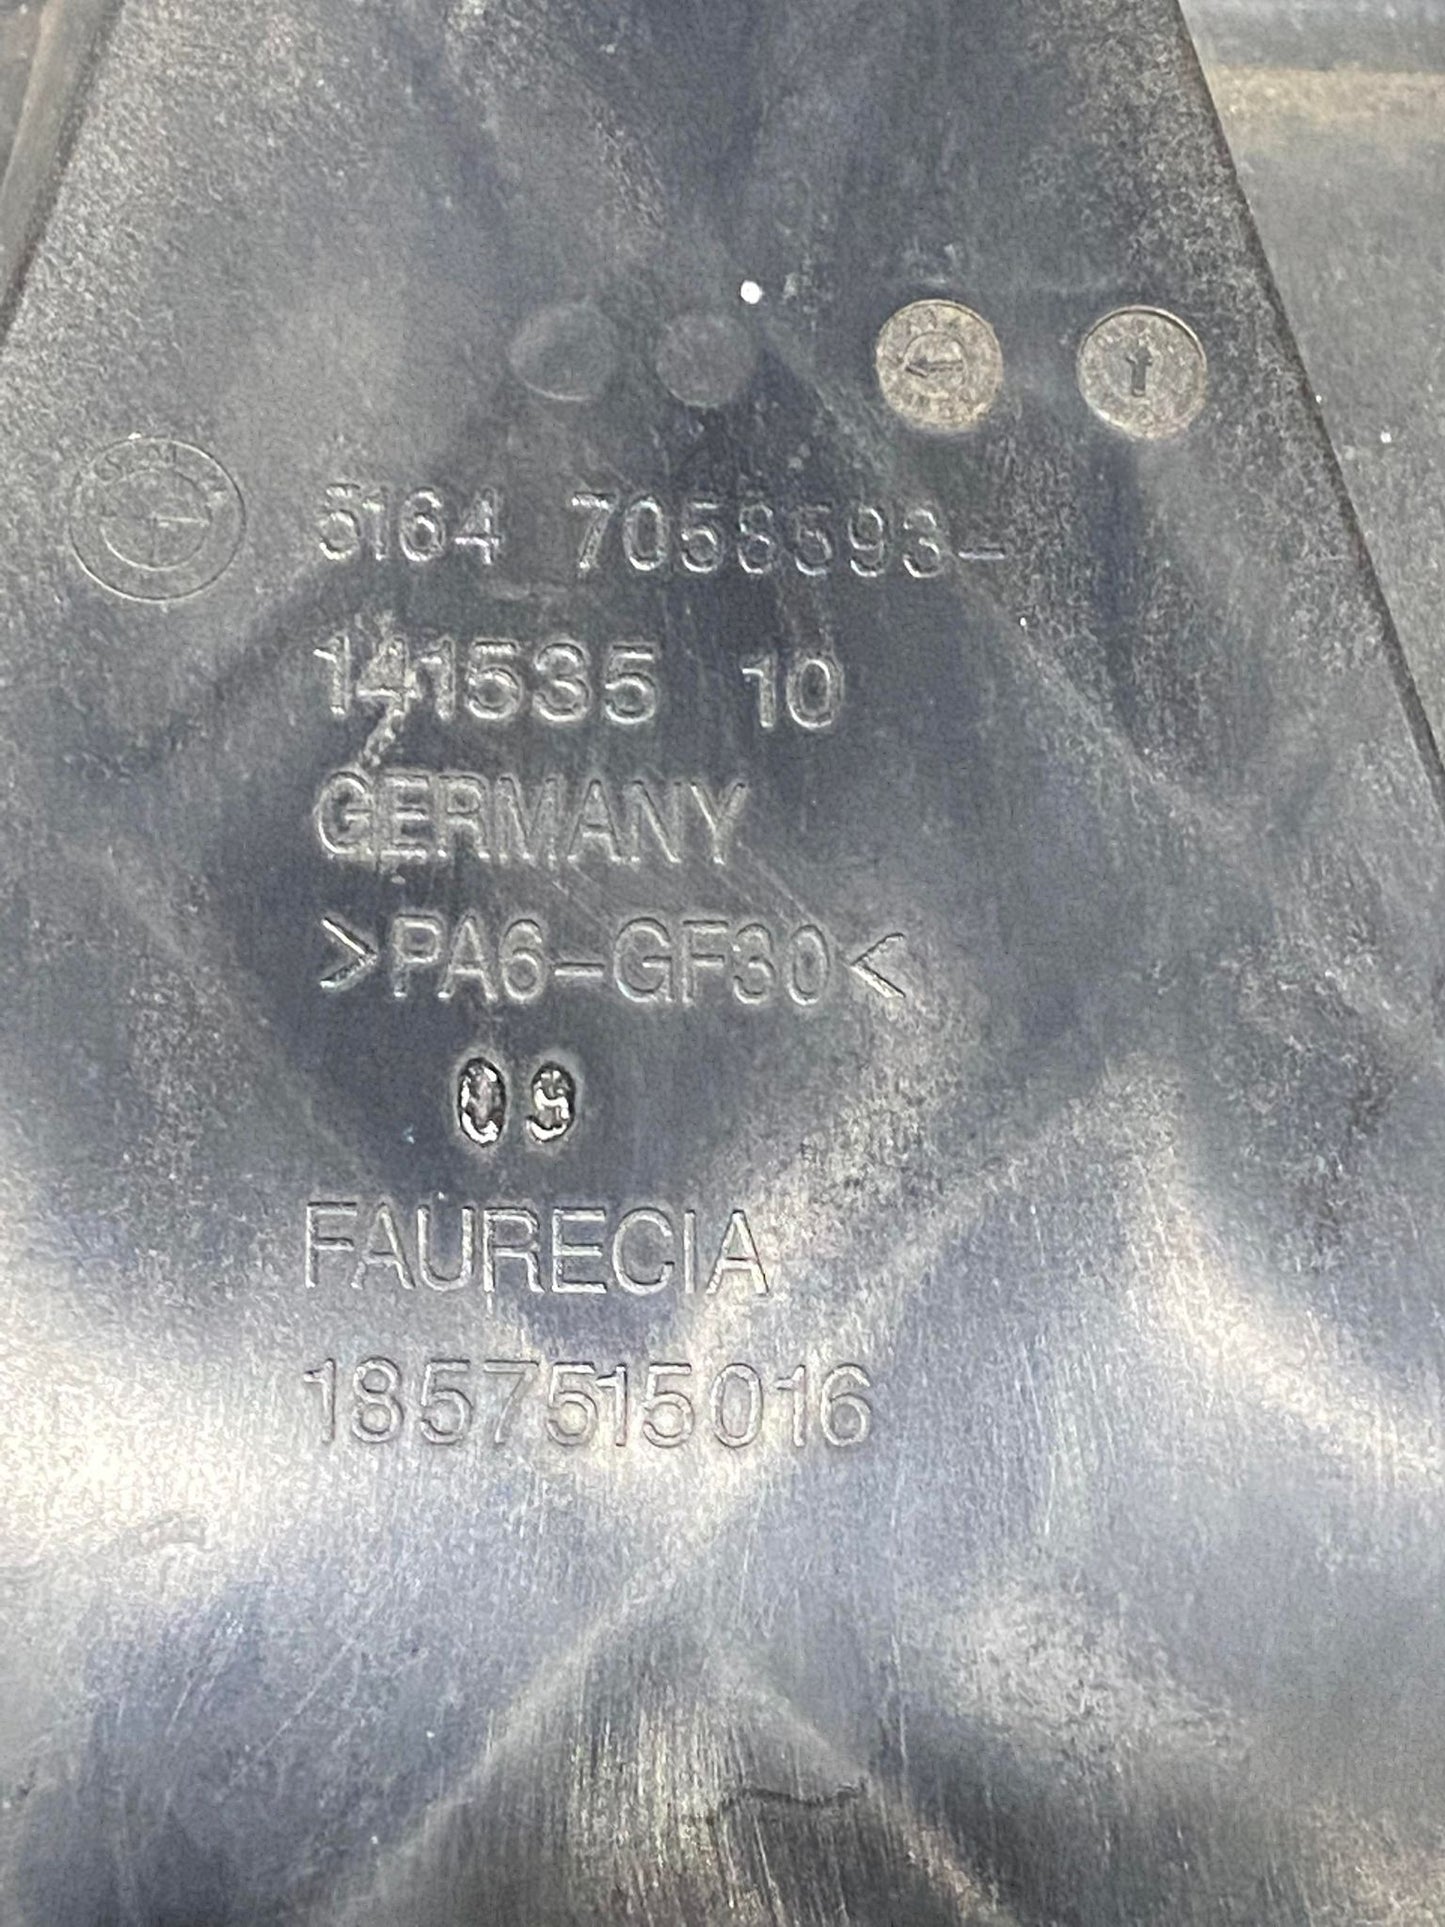 5164 7058593-
141535 10
GERMANY
>PA6-GF30<
09
FAURECIA
1857515016